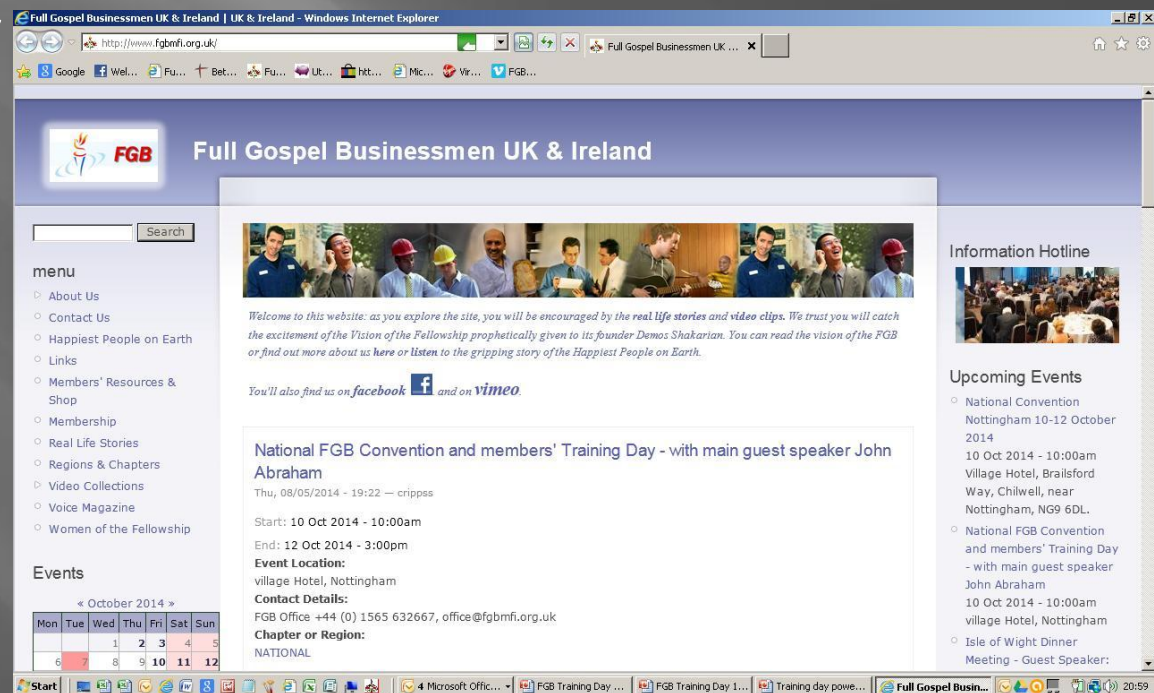 Full Gospel Businessmen UK & Ireland | UK & Ireland - Windows Internet Explorer
http://www.fgbmfi.org.uk/
Full Gospel Businessmen UK ...
Google Wel... Fu... Bet... Fu... Ut... htt... Mic... Vir... FGB...
FGB
Full Gospel Businessmen UK & Ireland
Search
menu
About Us
Contact Us
Happiest People on Earth
Links
Members' Resources &
Shop
Membership
Real Life Stories
Regions & Chapters
Video Collections
Voice Magazine
Women of the Fellowship
Events
« October 2014 »
Mon Tue Wed Thu Fri Sat Sun
1 2 3 4 5
6 7 8 9 10 11 12
Welcome to this website: as you explore the site, you will be encouraged by the real life stories and video clips. We trust you will catch
the excitement of the Vision of the Fellowship prophetically given to its founder Demos Shakarian. You can read the vision of the FGB
or find out more about us here or listen to the gripping story of the Happiest People on Earth.
You'll also find us on facebook f and on vimeo.
National FGB Convention and members' Training Day - with main guest speaker John
Abraham
Thu, 08/05/2014 - 19:22 — crippss
Start: 10 Oct 2014 - 10:00am
End: 12 Oct 2014 - 3:00pm
Event Location:
village Hotel, Nottingham
Contact Details:
FGB Office +44 (0) 1565 632667, office@fgbmfi.org.uk
Chapter or Region:
NATIONAL
Information Hotline
Upcoming Events
National Convention
Nottingham 10-12 October
2014
10 Oct 2014 - 10:00am
Village Hotel, Brailsford
Way, Chilwell, near
Nottingham, NG9 6DL.
National FGB Convention
and members' Training Day
- with main guest speaker
John Abraham
10 Oct 2014 - 10:00am
village Hotel, Nottingham
Isle of Wight Dinner
Meeting - Guest Speaker:
Start 4 Microsoft Offic... FGB Training Day ... FGB Training Day 1... Training day powe... Full Gospel Busin... 20:59